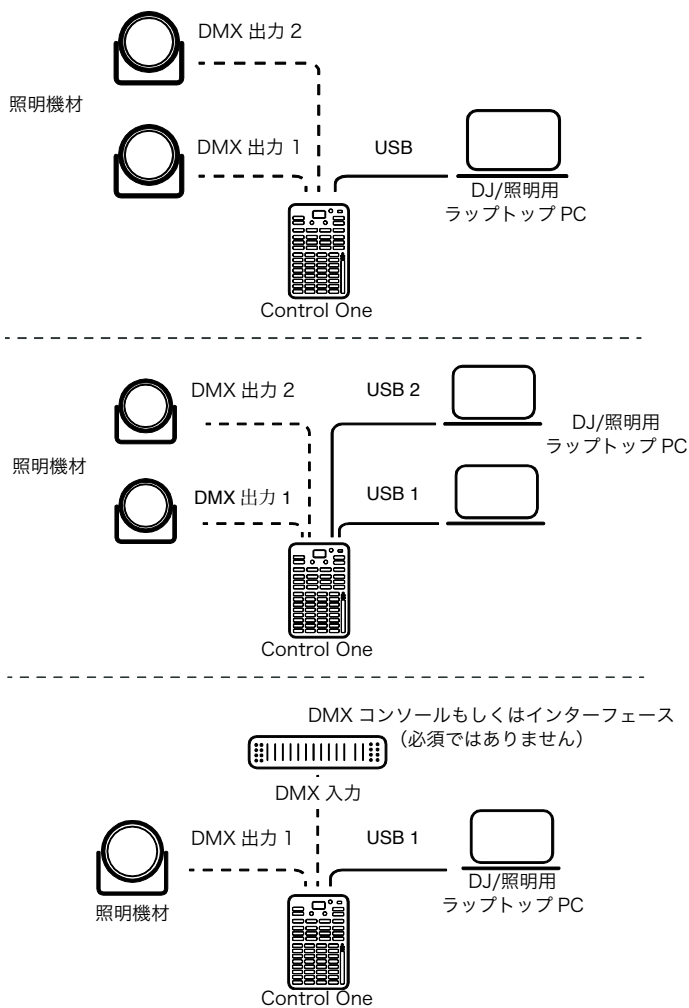 DMX 出力 2
照明機材
DMX 出力 1
USB
DJ/照明用
ラップトップ PC
Control One
DMX 出力 2
USB 2
DJ/照明用
ラップトップ PC
照明機材
DMX 出力 1
USB 1
Control One
DMX コンソールもしくはインターフェース
（必須ではありません）
DMX 入力
DMX 出力 1
USB 1
DJ/照明用
ラップトップ PC
照明機材
Control One